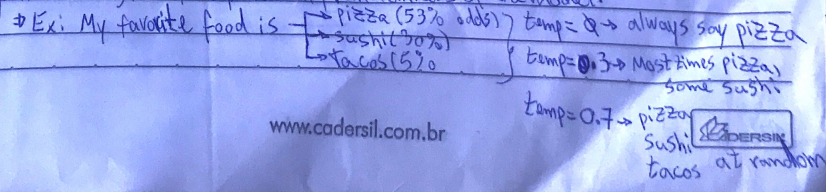 → Ex: My favorite food is → pizza (53% odds) } temp=0 → always say pizza
→ sushi (30%)
→ tacos (5%
temp=0.3 → Most times pizza,
some sushi.
temp=0.7 → pizza
sushi
tacos at random
www.cadersil.com.br
CADERSIL